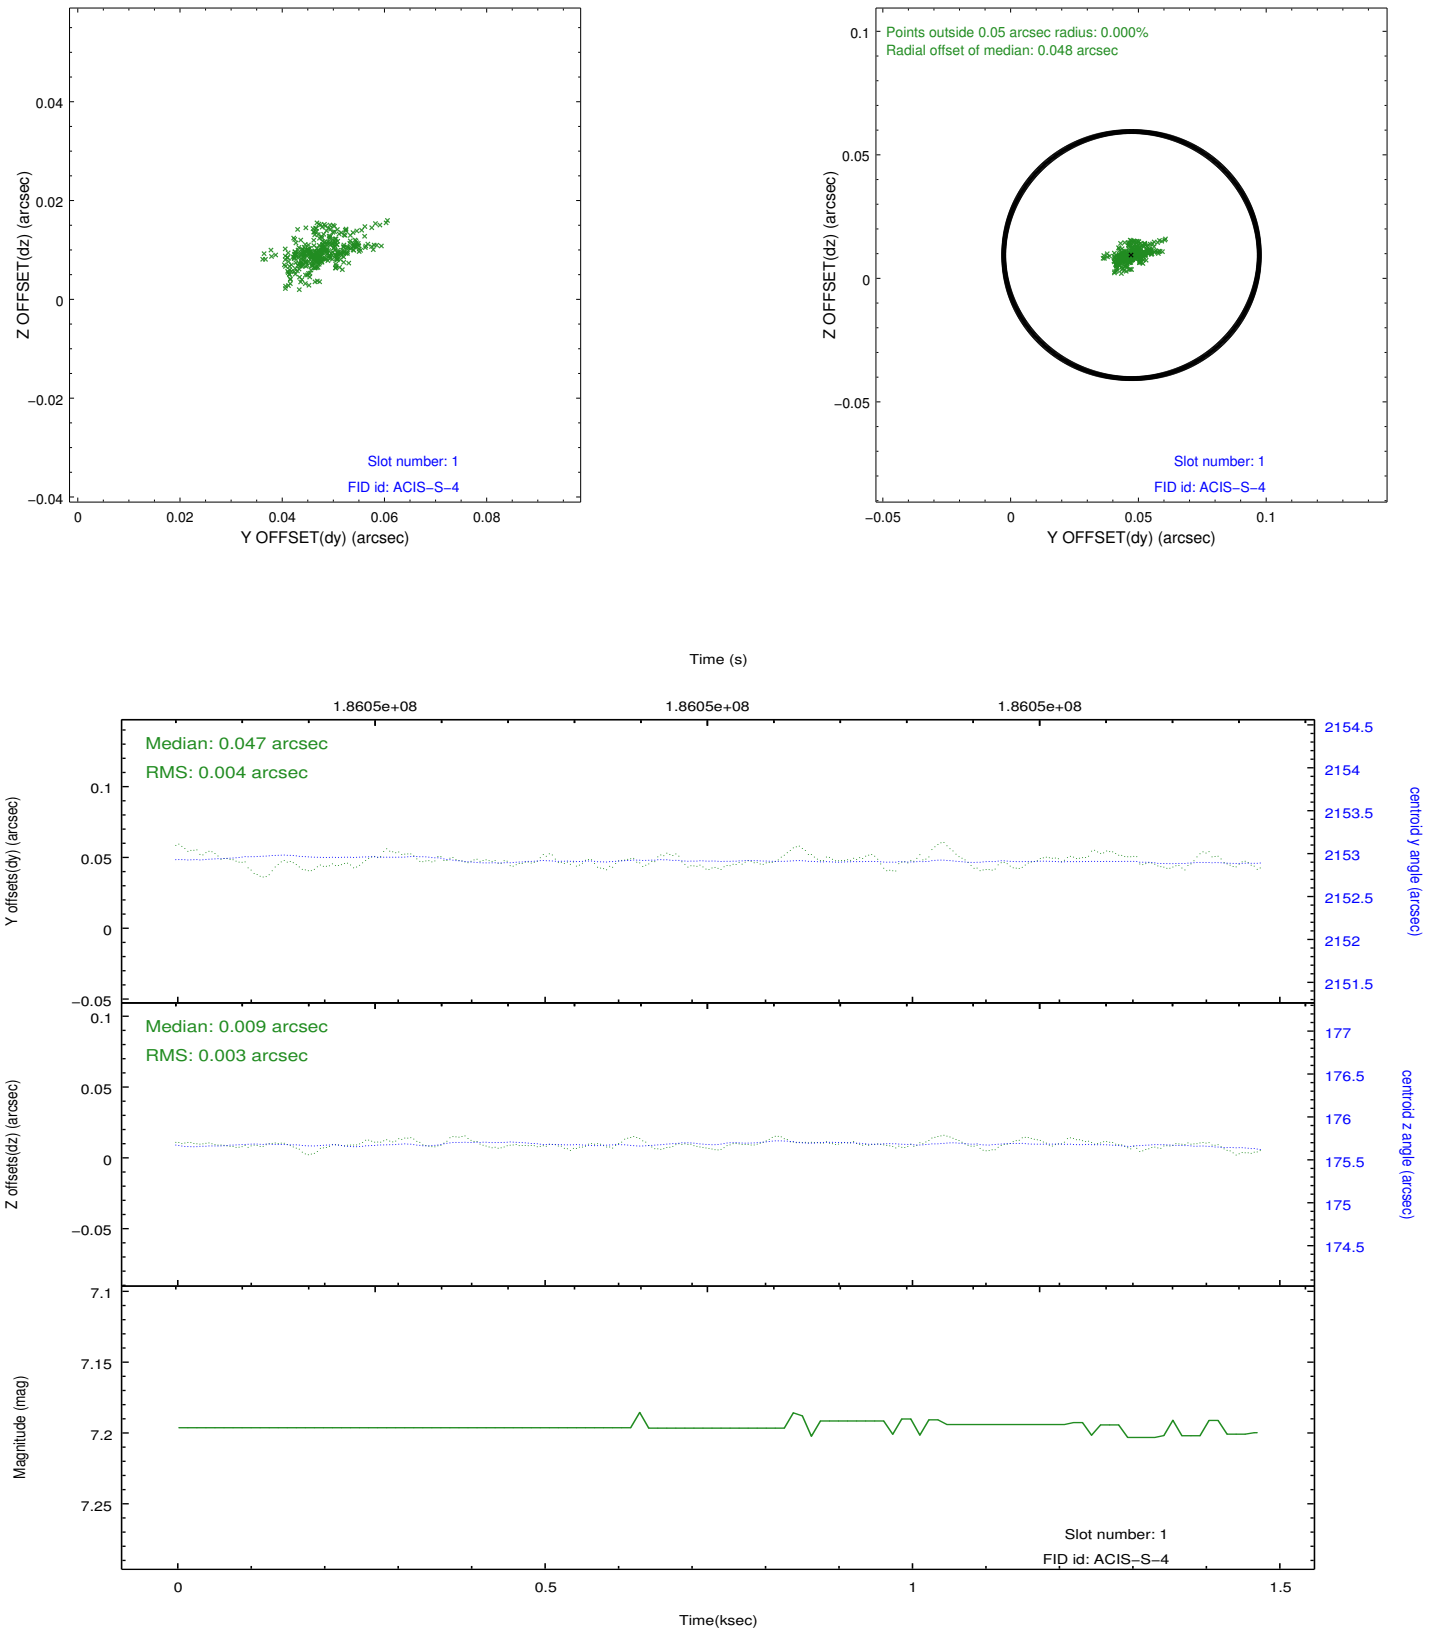 0.04
0.02
0
−0.02
−0.04
Z OFFSET(dz) (arcsec)
Slot number: 1
FID id: ACIS−S−4
0 0.02 0.04 0.06 0.08
Y OFFSET(dy) (arcsec)
Points outside 0.05 arcsec radius: 0.000%
Radial offset of median: 0.048 arcsec
0.1
0.05
0
−0.05
Z OFFSET(dz) (arcsec)
Slot number: 1
FID id: ACIS−S−4
−0.05 0 0.05 0.1
Y OFFSET(dy) (arcsec)
Time (s)
1.8605e+08 1.8605e+08 1.8605e+08
Median: 0.047 arcsec
RMS: 0.004 arcsec
0.1
0.05
0
−0.05
Y offsets(dy) (arcsec)
2154.5
2154
2153.5
2153
2152.5
2152
2151.5
centroid y angle (arcsec)
Median: 0.009 arcsec
RMS: 0.003 arcsec
0.1
0.05
0
−0.05
Z offsets(dz) (arcsec)
177
176.5
176
175.5
175
174.5
centroid z angle (arcsec)
7.1
7.15
7.2
7.25
Magnitude (mag)
Slot number: 1
FID id: ACIS−S−4
0 0.5 1 1.5
Time(ksec)